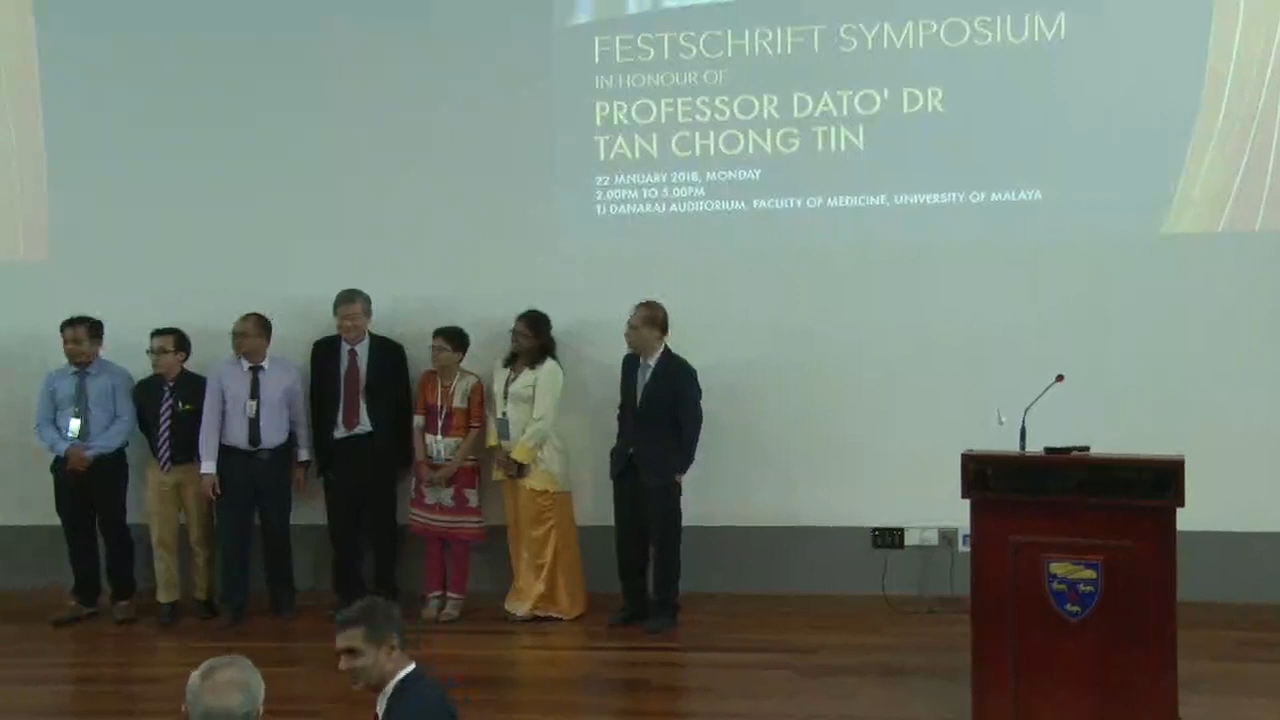 FESTSCHRIFT SYMPOSIUM
IN HONOUR OF
PROFESSOR DATO' DR
TAN CHONG TIN
22 JANUARY 2018, MONDAY
2.00PM TO 5.00PM
TJ DANARAJ AUDITORIUM, FACULTY OF MEDICINE, UNIVERSITY OF MALAYA